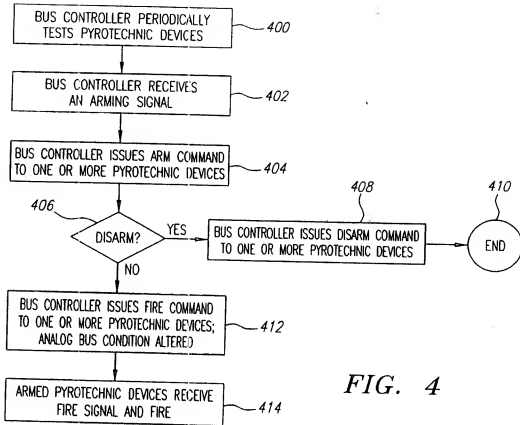 BUS CONTROLLER PERIODICALLY
TESTS PYROTECHNIC DEVICES
400
BUS CONTROLLER RECEIVES
AN ARMING SIGNAL
402
BUS CONTROLLER ISSUES ARM COMMAND
TO ONE OR MORE PYROTECHNIC DEVICES
404
406
DISARM?
YES
NO
408
BUS CONTROLLER ISSUES DISARM COMMAND
TO ONE OR MORE PYROTECHNIC DEVICES
410
END
BUS CONTROLLER ISSUES FIRE COMMAND
TO ONE OR MORE PYROTECHNIC DEVICES;
ANALOG BUS CONDITION ALTERED
412
ARMED PYROTECHNIC DEVICES RECEIVE
FIRE SIGNAL AND FIRE
414
FIG. 4